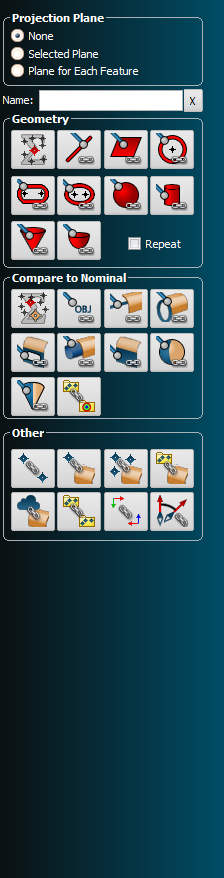 Projection Plane
None
Selected Plane
Plane for Each Feature
Name: X
Geometry
Repeat
Compare to Nominal
OBJ
Other